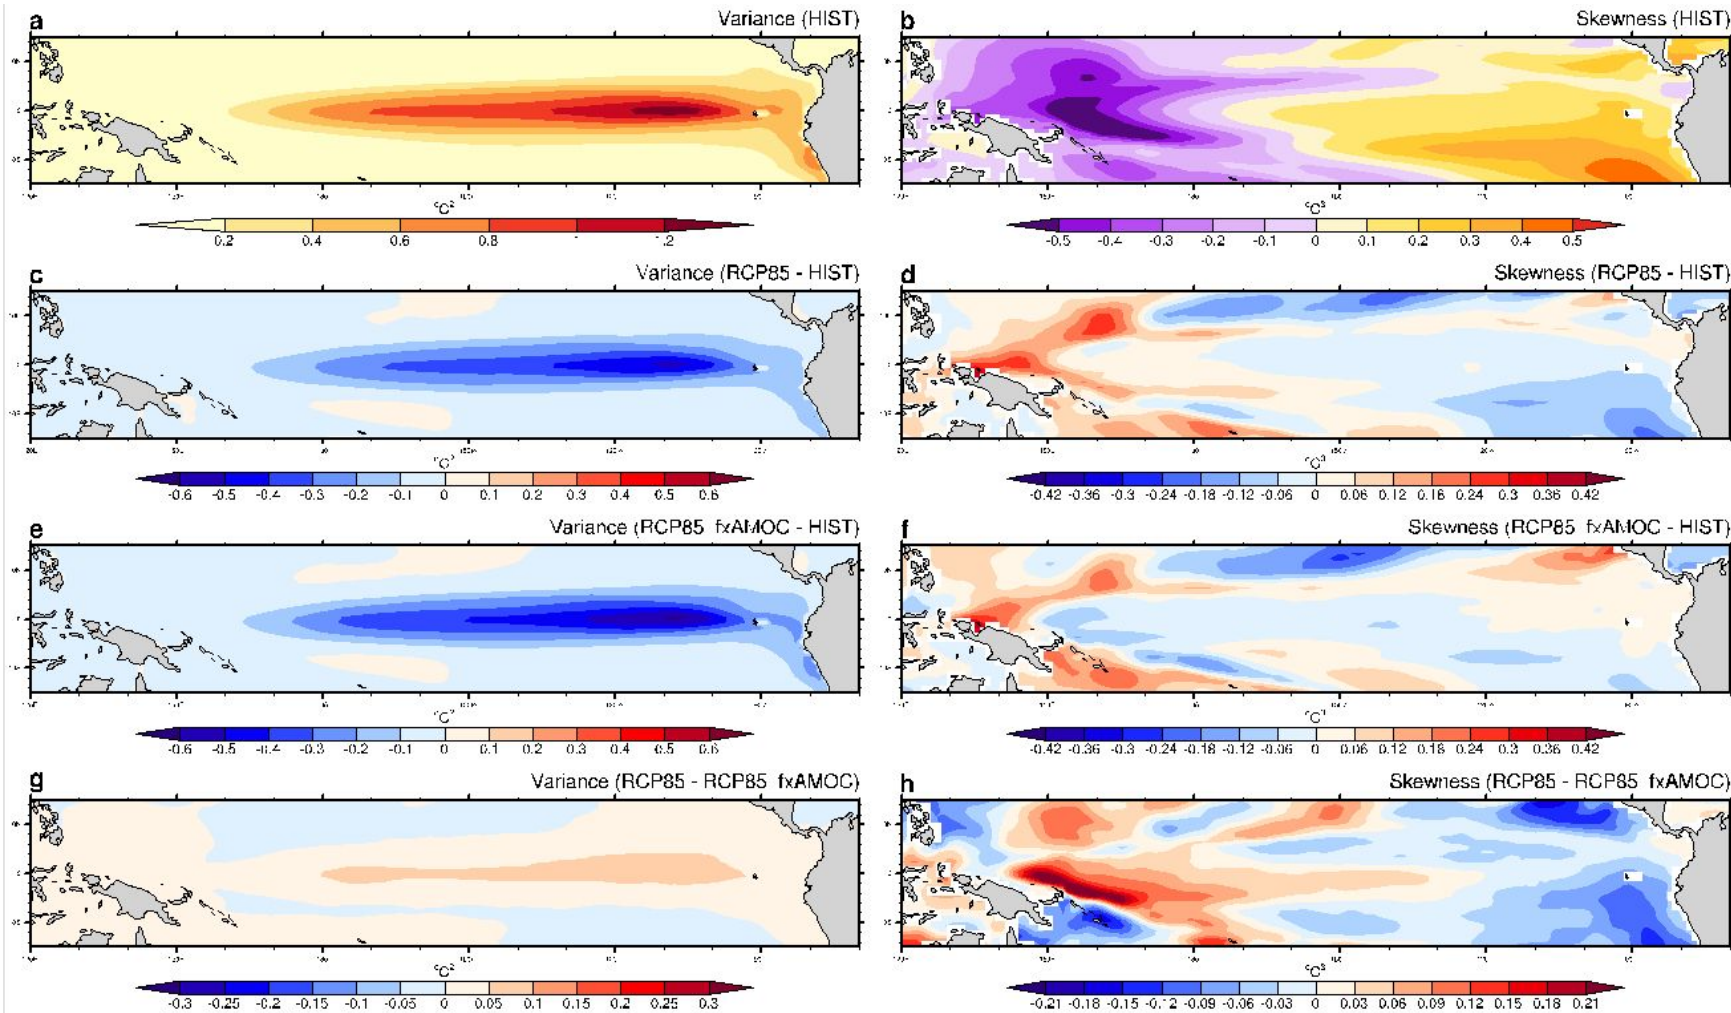 a Variance (HIST)
b Skewness (HIST)
°C²
0.2 0.4 0.6 0.8 1 1.2
°C³
-0.5 -0.4 -0.3 -0.2 -0.1 0 0.1 0.2 0.3 0.4 0.5
c Variance (RCP85 - HIST)
d Skewness (RCP85 - HIST)
°C²
-0.6 -0.5 -0.4 -0.3 -0.2 -0.1 0 0.1 0.2 0.3 0.4 0.5 0.6
°C³
-0.42 -0.36 -0.3 -0.24 -0.18 -0.12 -0.06 0 0.06 0.12 0.18 0.24 0.3 0.36 0.42
e Variance (RCP85 fxAMOC - HIST)
f Skewness (RCP85 fxAMOC - HIST)
°C²
-0.6 -0.5 -0.4 -0.3 -0.2 -0.1 0 0.1 0.2 0.3 0.4 0.5 0.6
°C³
-0.42 -0.36 -0.3 -0.24 -0.18 -0.12 -0.06 0 0.06 0.12 0.18 0.24 0.3 0.36 0.42
g Variance (RCP85 - RCP85 fxAMOC)
h Skewness (RCP85 - RCP85 fxAMOC)
°C²
-0.3 -0.25 -0.2 -0.15 -0.1 -0.05 0 0.05 0.1 0.15 0.2 0.25 0.3
°C³
-0.21 -0.18 -0.15 -0.12 -0.09 -0.06 -0.03 0 0.03 0.06 0.09 0.12 0.15 0.18 0.21